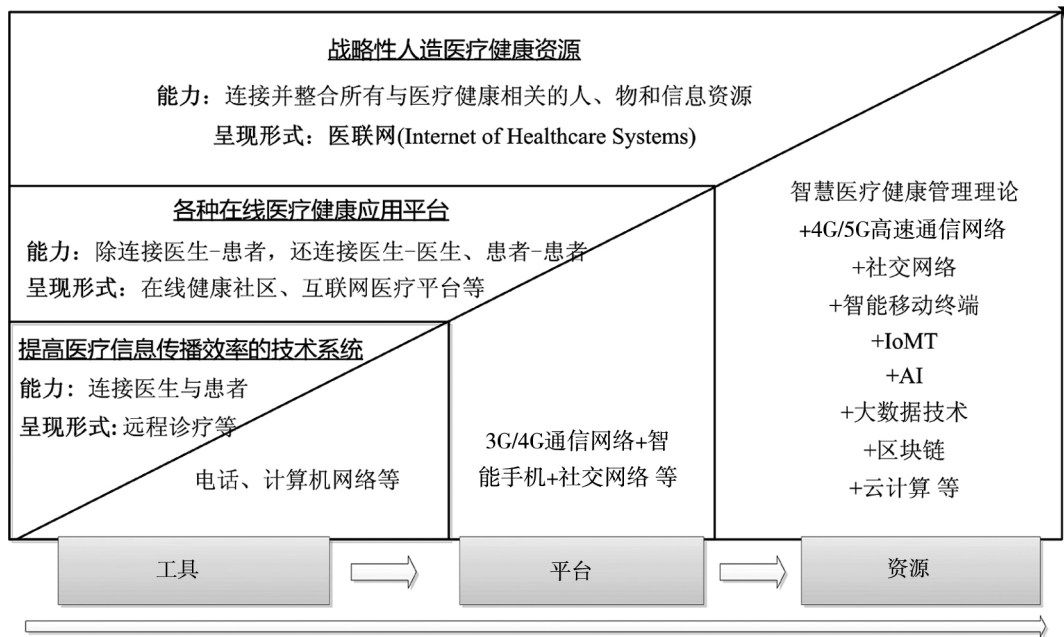 战略性人造医疗健康资源
能力：连接并整合所有与医疗健康相关的人、物和信息资源
呈现形式：医联网(Internet of Healthcare Systems)
各种在线医疗健康应用平台
能力：除连接医生-患者，还连接医生-医生、患者-患者
呈现形式：在线健康社区、互联网医疗平台等
提高医疗信息传播效率的技术系统
能力：连接医生与患者
呈现形式:远程诊疗等
电话、计算机网络等
3G/4G通信网络+智
能手机+社交网络 等
智慧医疗健康管理理论
+4G/5G高速通信网络
+社交网络
+智能移动终端
+IoMT
+AI
+大数据技术
+区块链
+云计算 等
工具
平台
资源